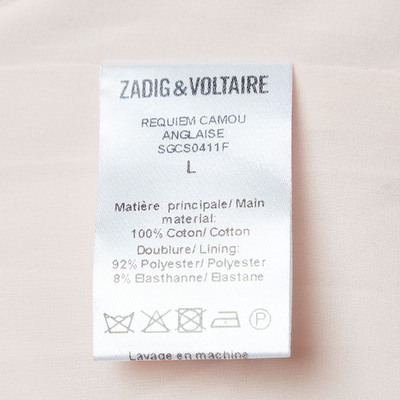 ZADIG & VOLTAIRE
REQUIEM CAMOU
ANGLAISE
SGCS0411F
L
Matière principale/ Main
material:
100% Coton/ Cotton
Doublure/ Lining:
92% Polyester/ Polyester
8% Elasthanne/ Elastane
P
Lavage en machine